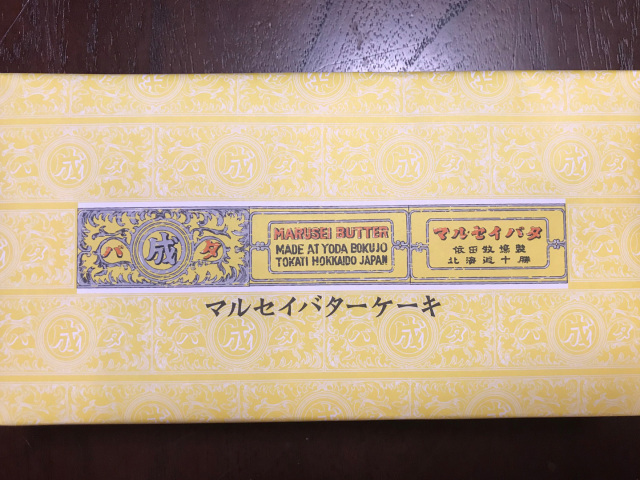 バ 成 タ
MARUSEI BUTTER
MADE AT YODA BOKUJO
TOKATI HOKKAIDO JAPAN
マルセイバタ
依田牧場製
北海道十勝
マルセイバターケーキ